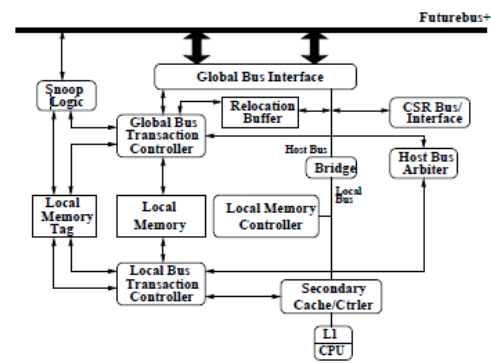 Futurebus+
Global Bus Interface
Snoop
Logic
Relocation
Buffer
CSR Bus/
Interface
Global Bus
Transaction
Controller
Host Bus
Bridge
Host Bus
Arbiter
Local
Bus
Local
Memory
Tag
Local
Memory
Local Memory
Controller
Local Bus
Transaction
Controller
Secondary
Cache/Ctrler
L1
CPU